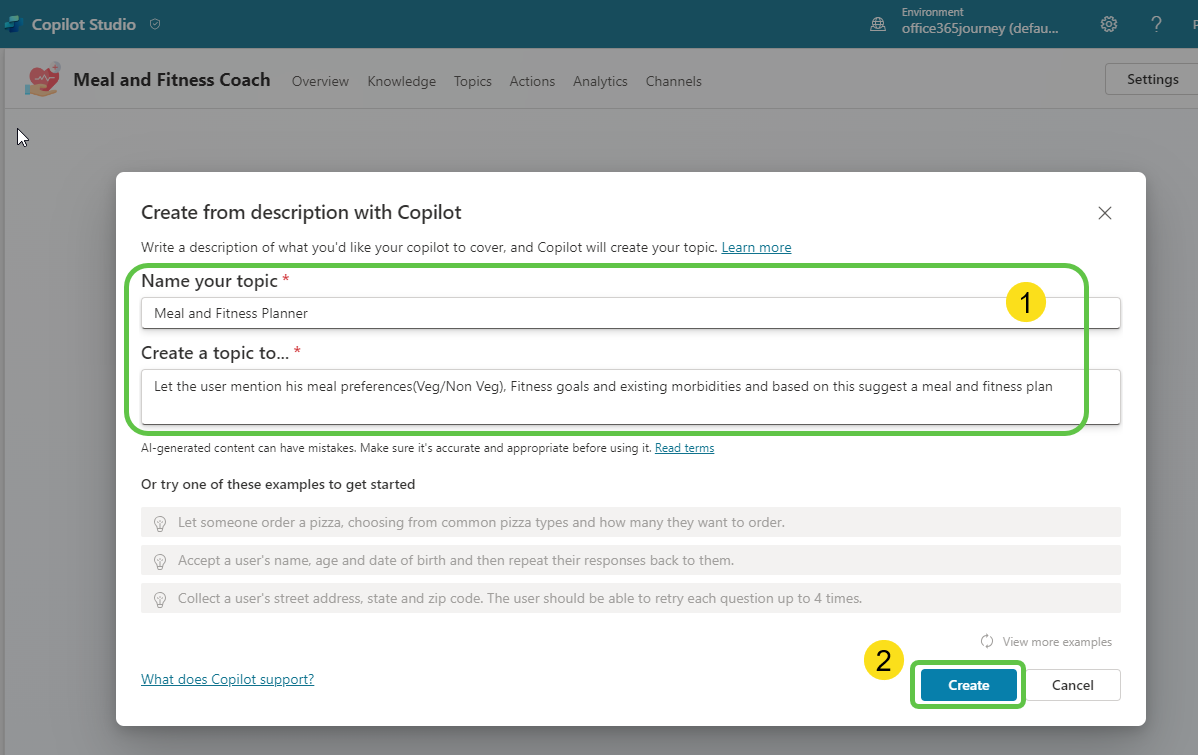 Copilot Studio
Environment
office365journey (defau...
?
Meal and Fitness Coach
Overview
Knowledge
Topics
Actions
Analytics
Channels
Settings
Create from description with Copilot
Write a description of what you'd like your copilot to cover, and Copilot will create your topic. Learn more
Name your topic *
1
Meal and Fitness Planner
Create a topic to... *
Let the user mention his meal preferences(Veg/Non Veg), Fitness goals and existing morbidities and based on this suggest a meal and fitness plan
AI-generated content can have mistakes. Make sure it's accurate and appropriate before using it. Read terms
Or try one of these examples to get started
Let someone order a pizza, choosing from common pizza types and how many they want to order.
Accept a user's name, age and date of birth and then repeat their responses back to them.
Collect a user's street address, state and zip code. The user should be able to retry each question up to 4 times.
View more examples
2
What does Copilot support?
Create
Cancel